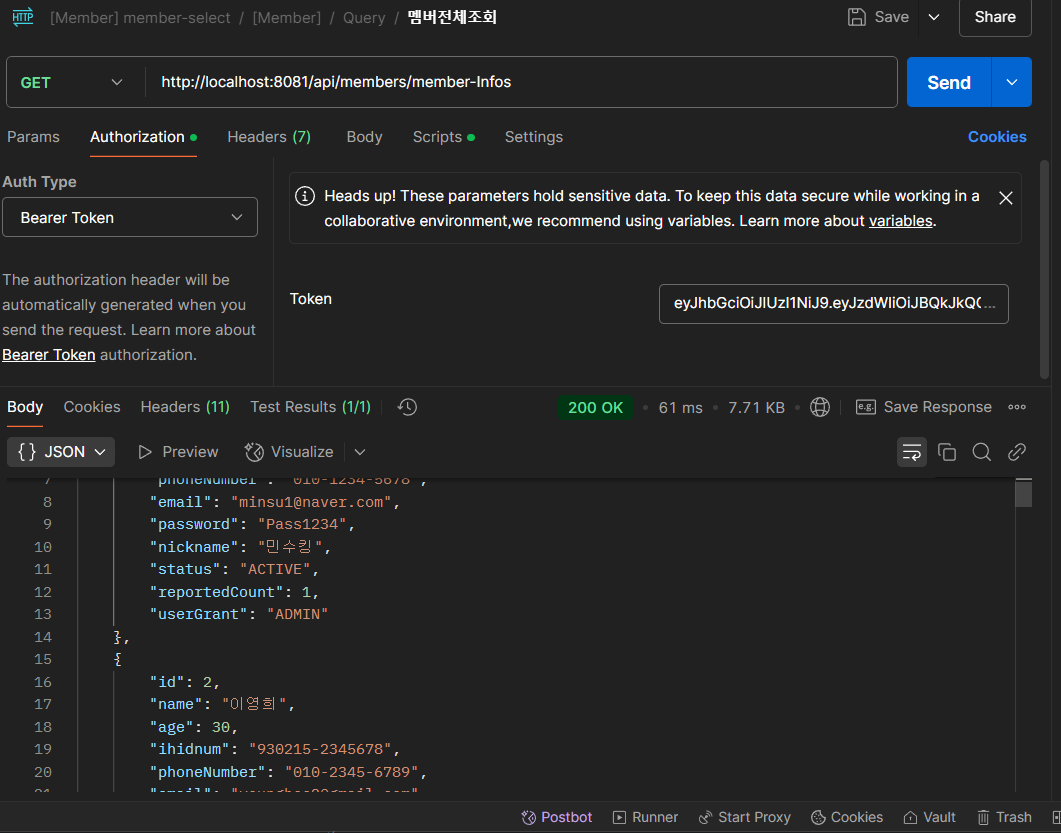 HTTP [Member] member-select / [Member] / Query / 멤버전체조회 Save Share
GET http://localhost:8081/api/members/member-Infos Send
Params Authorization Headers (7) Body Scripts Settings Cookies
Auth Type
Bearer Token
The authorization header will be
automatically generated when you
send the request. Learn more about
Bearer Token authorization.
Heads up! These parameters hold sensitive data. To keep this data secure while working in a
collaborative environment,we recommend using variables. Learn more about variables.
Token eyJhbGciOiJIUzI1NiJ9.eyJzdWIiOiJBQkJkQ(...
Body Cookies Headers (11) Test Results (1/1) 200 OK 61 ms 7.71 KB e.g. Save Response
{} JSON Preview Visualize
7 "phoneNumber": "010-1234-5678",
8 "email": "minsu1@naver.com",
9 "password": "Pass1234",
10 "nickname": "민수킹",
11 "status": "ACTIVE",
12 "reportedCount": 1,
13 "userGrant": "ADMIN"
14 },
15 {
16 "id": 2,
17 "name": "이영희",
18 "age": 30,
19 "ihidnum": "930215-2345678",
20 "phoneNumber": "010-2345-6789",
21 "email":
Postbot Runner Start Proxy Cookies Vault Trash